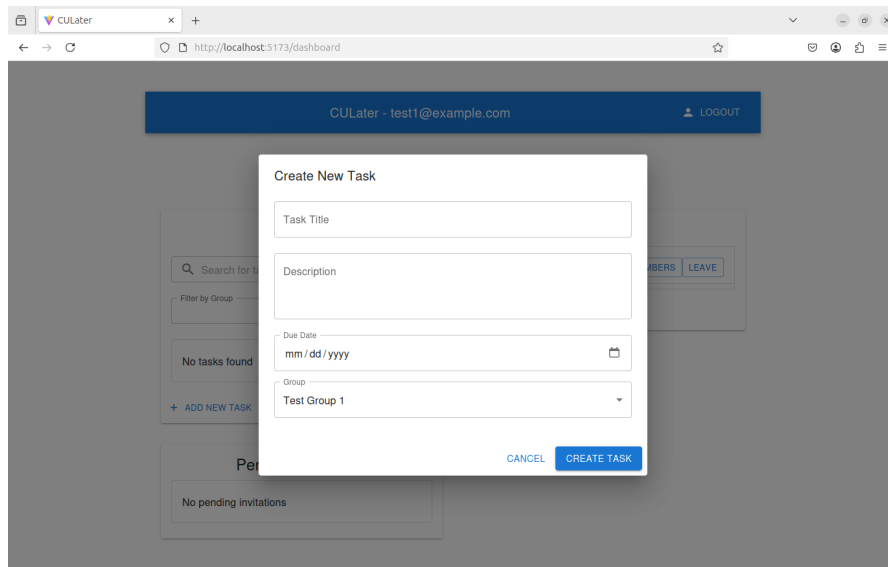 CULater
http://localhost:5173/dashboard
CULater - test1@example.com
LOGOUT
Create New Task
Task Title
Description
Due Date
mm / dd / yyyy
Group
Test Group 1
CANCEL
CREATE TASK
Search for
LEAVE
Filter by Group
No tasks found
+ ADD NEW TASK
No pending invitations